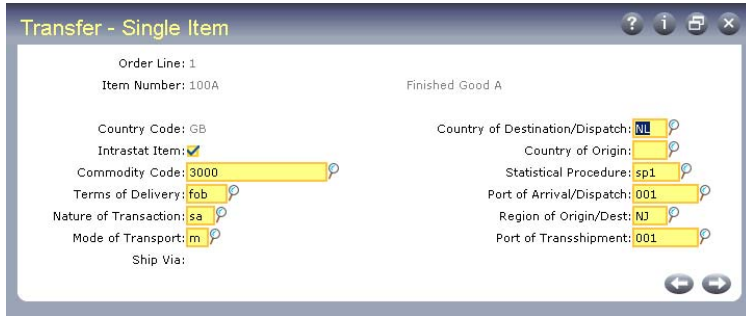 Transfer - Single Item
Order Line: 1
Item Number: 100A Finished Good A
Country Code: GB Country of Destination/Dispatch: NL
Intrastat Item: Country of Origin:
Commodity Code: 3000 Statistical Procedure: sp1
Terms of Delivery: fob Port of Arrival/Dispatch: 001
Nature of Transaction: sa Region of Origin/Dest: NJ
Mode of Transport: m Port of Transshipment: 001
Ship Via: